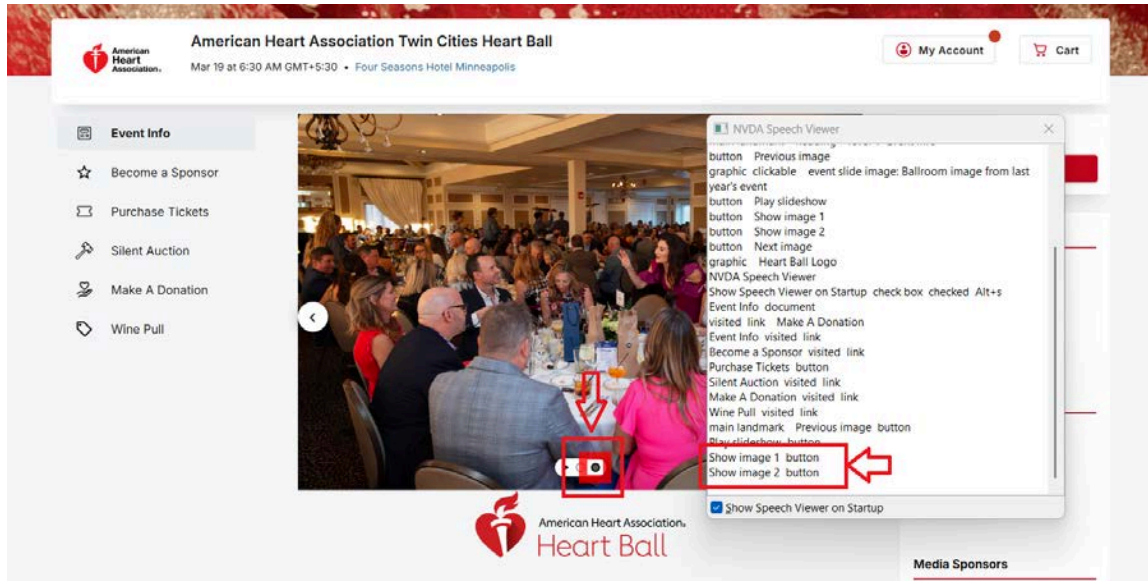 American
Heart
Association.
American Heart Association Twin Cities Heart Ball
Mar 19 at 6:30 AM GMT+5:30 • Four Seasons Hotel Minneapolis
My Account
Cart
Event Info
Become a Sponsor
Purchase Tickets
Silent Auction
Make A Donation
Wine Pull
NVDA Speech Viewer
button Previous image
graphic clickable event slide image: Ballroom image from last
year's event
button Play slideshow
button Show image 1
button Show image 2
button Next image
graphic Heart Ball Logo
NVDA Speech Viewer
Show Speech Viewer on Startup check box checked Alt+s
Event Info document
visited link Make A Donation
Event Info visited link
Become a Sponsor visited link
Purchase Tickets button
Silent Auction visited link
Make A Donation visited link
Wine Pull visited link
main landmark Previous image button
Play slideshow button
Show image 1 button
Show image 2 button
Show Speech Viewer on Startup
American Heart Association.
Heart Ball
Media Sponsors